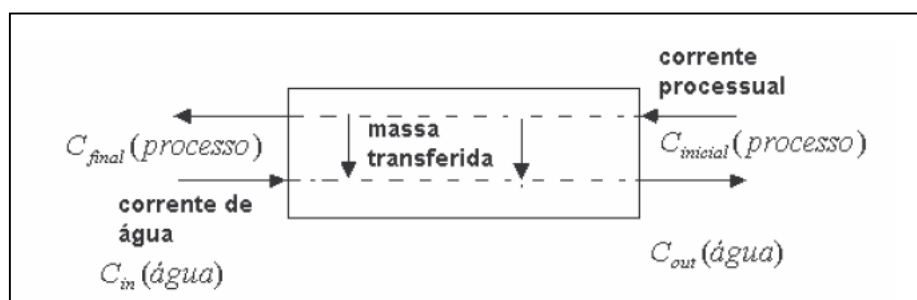 corrente
processual
C_final (processo)
massa
transferida
C_inicial (processo)
corrente de
água
C_in (água)
C_out (água)